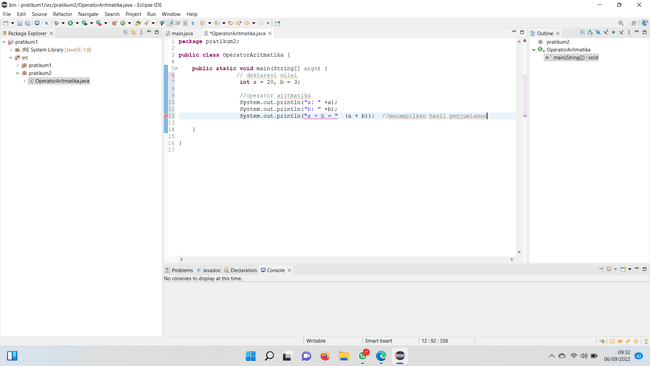 bin - pratikum1/src/pratikum2/OperatorAritmatika.java - Eclipse IDE
File Edit Source Refactor Navigate Search Project Run Window Help
Package Explorer
pratikum1
JRE System Library [JavaSE-1.8]
src
pratikum1
pratikum2
OperatorAritmatika.java
main.java *OperatorAritmatika.java
1 package pratikum2;
2
3 public class OperatorAritmatika {
4
5 public static void main(String[] args) {
6 // deklarasi nilai
7 int a = 20, b = 3;
8
9 //operator aritmatika
10 System.out.println("a: " +a);
11 System.out.println("b: " +b);
12 System.out.println("a + b = " (a + b)); //menampilkan hasil penjumlahan
13
14 }
15
16 }
17
Outline
pratikum2
OperatorAritmatika
main(String[]) : void
Problems Javadoc Declaration Console
No consoles to display at this time.
Writable Smart Insert 12 : 92 : 358
09:32
06/09/2022